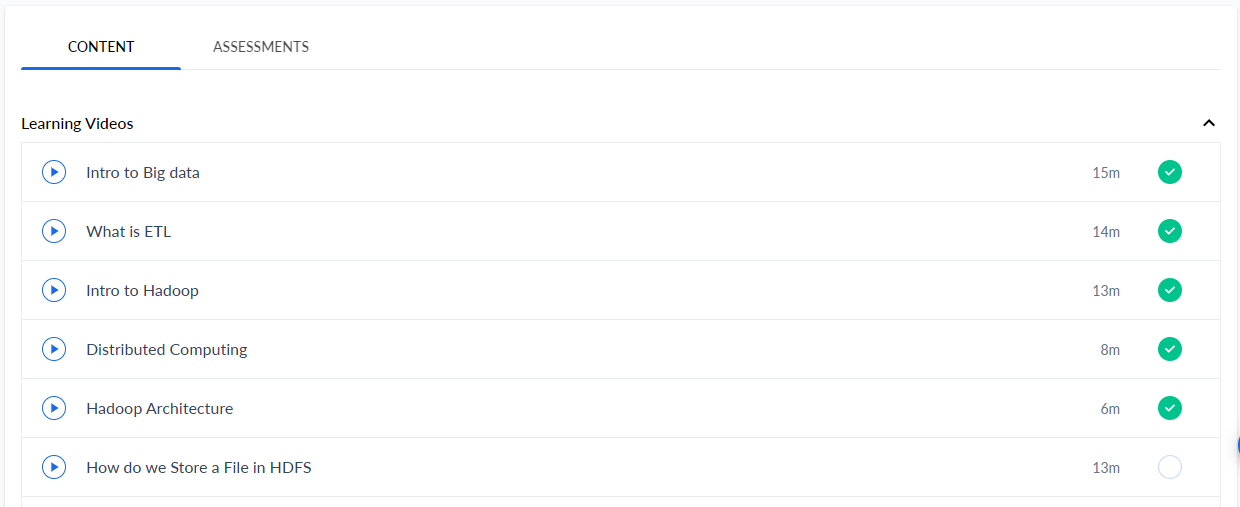 CONTENT ASSESSMENTS
Learning Videos
Intro to Big data 15m
What is ETL 14m
Intro to Hadoop 13m
Distributed Computing 8m
Hadoop Architecture 6m
How do we Store a File in HDFS 13m